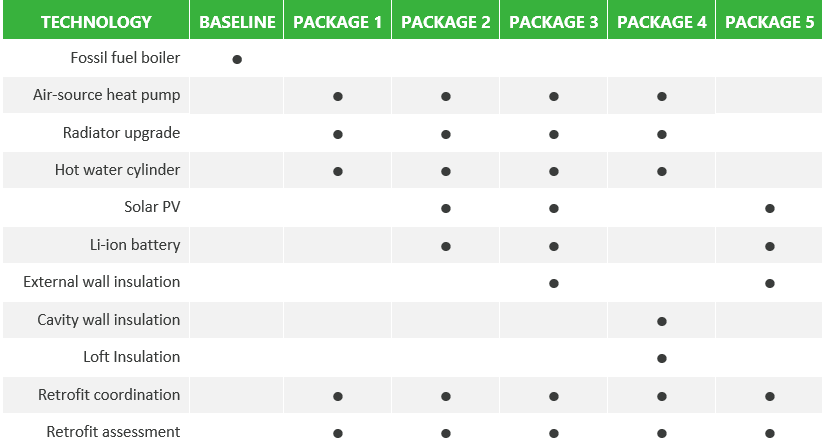 TECHNOLOGY BASELINE PACKAGE 1 PACKAGE 2 PACKAGE 3 PACKAGE 4 PACKAGE 5
Fossil fuel boiler ●
Air-source heat pump ● ● ● ●
Radiator upgrade ● ● ● ●
Hot water cylinder ● ● ● ●
Solar PV ● ● ●
Li-ion battery ● ● ●
External wall insulation ● ●
Cavity wall insulation ●
Loft Insulation ●
Retrofit coordination ● ● ● ● ●
Retrofit assessment ● ● ● ● ●